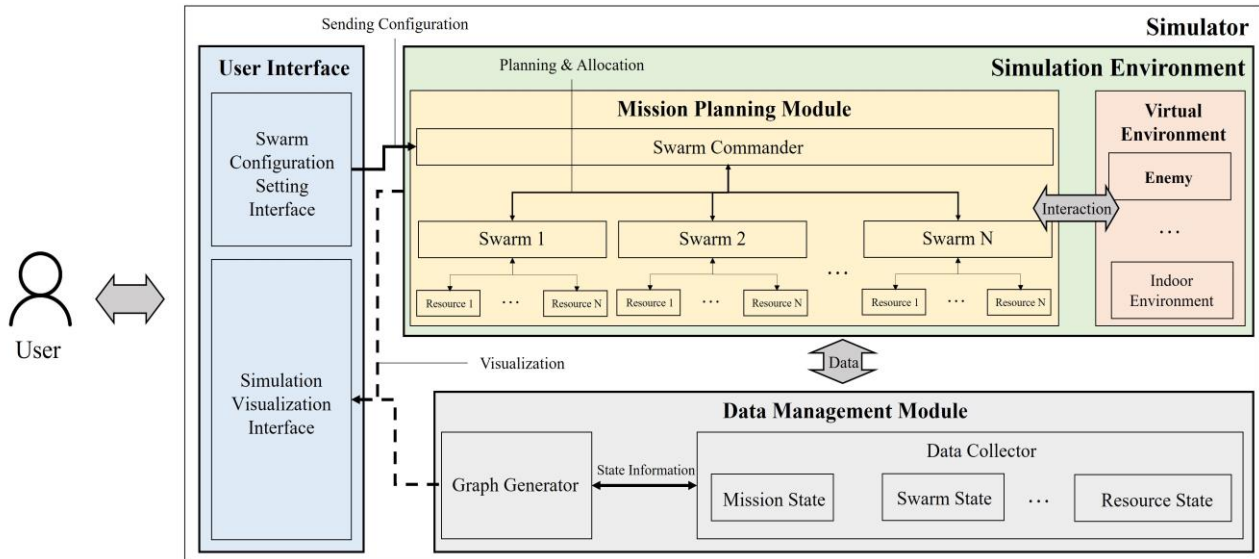 Sending Configuration
Simulator
User Interface
Simulation Environment
Planning & Allocation
Mission Planning Module
Virtual
Environment
Swarm
Configuration
Setting
Interface
Swarm Commander
Enemy
Interaction
...
Swarm 1
Swarm 2
Swarm N
...
Resource 1
...
Resource N
Resource 1
...
Resource N
Resource 1
...
Resource N
Indoor
Environment
User
Visualization
Data
Simulation
Visualization
Interface
Data Management Module
Data Collector
Graph Generator
State Information
Mission State
Swarm State
...
Resource State